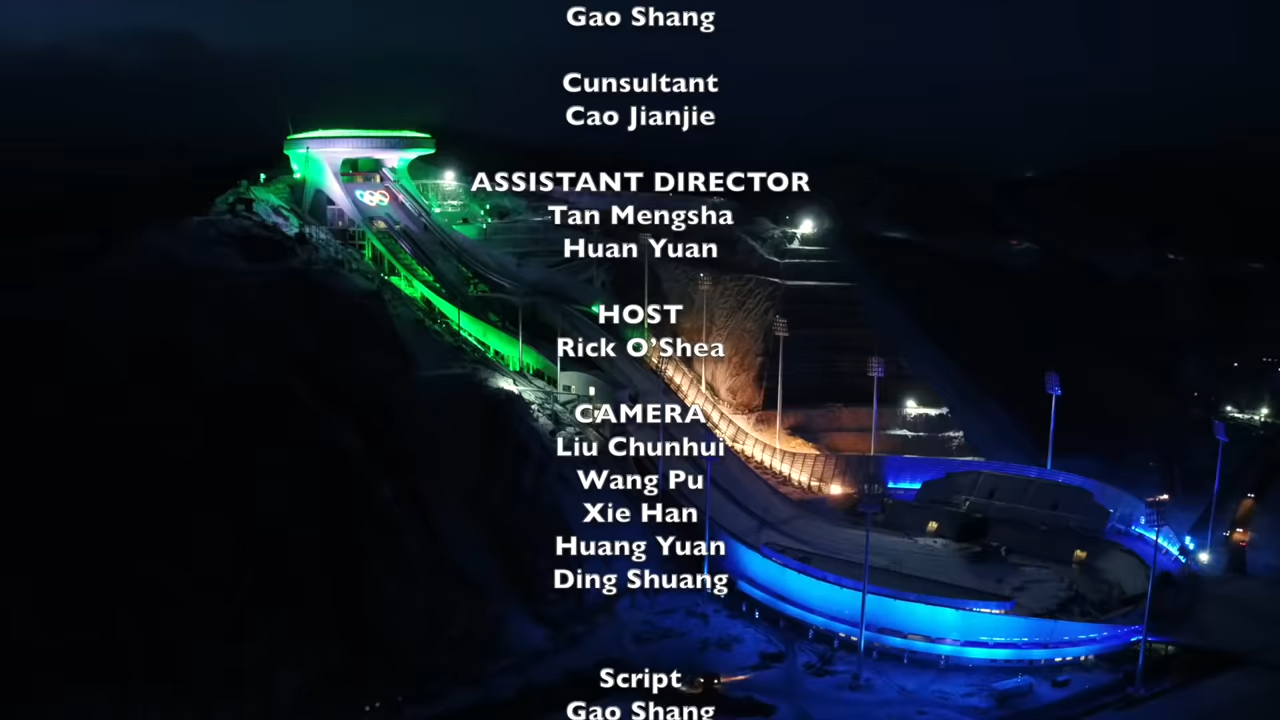 Gao Shang
Cunsultant
Cao Jianjie
ASSISTANT DIRECTOR
Tan Mengsha
Huan Yuan
HOST
Rick O’Shea
CAMERA
Liu Chunhui
Wang Pu
Xie Han
Huang Yuan
Ding Shuang
Script
Gao Shang